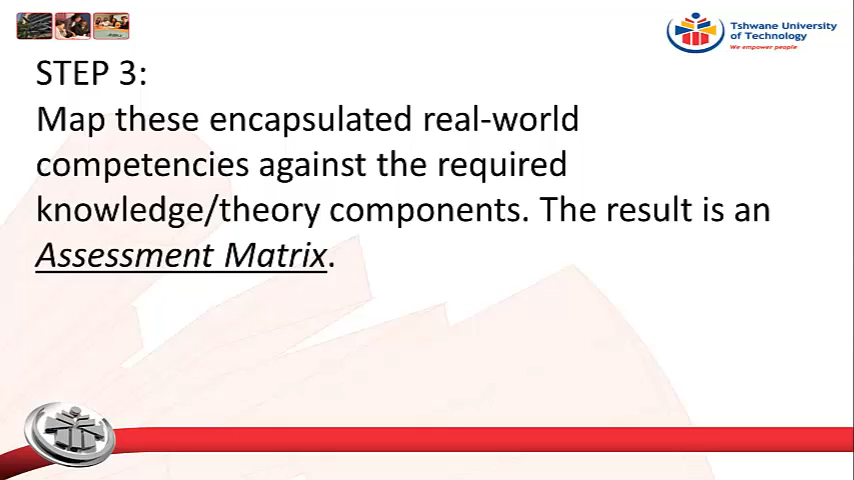 Tshwane University
of Technology
We empower people
STEP 3:
Map these encapsulated real-world
competencies against the required
knowledge/theory components. The result is an
Assessment Matrix.